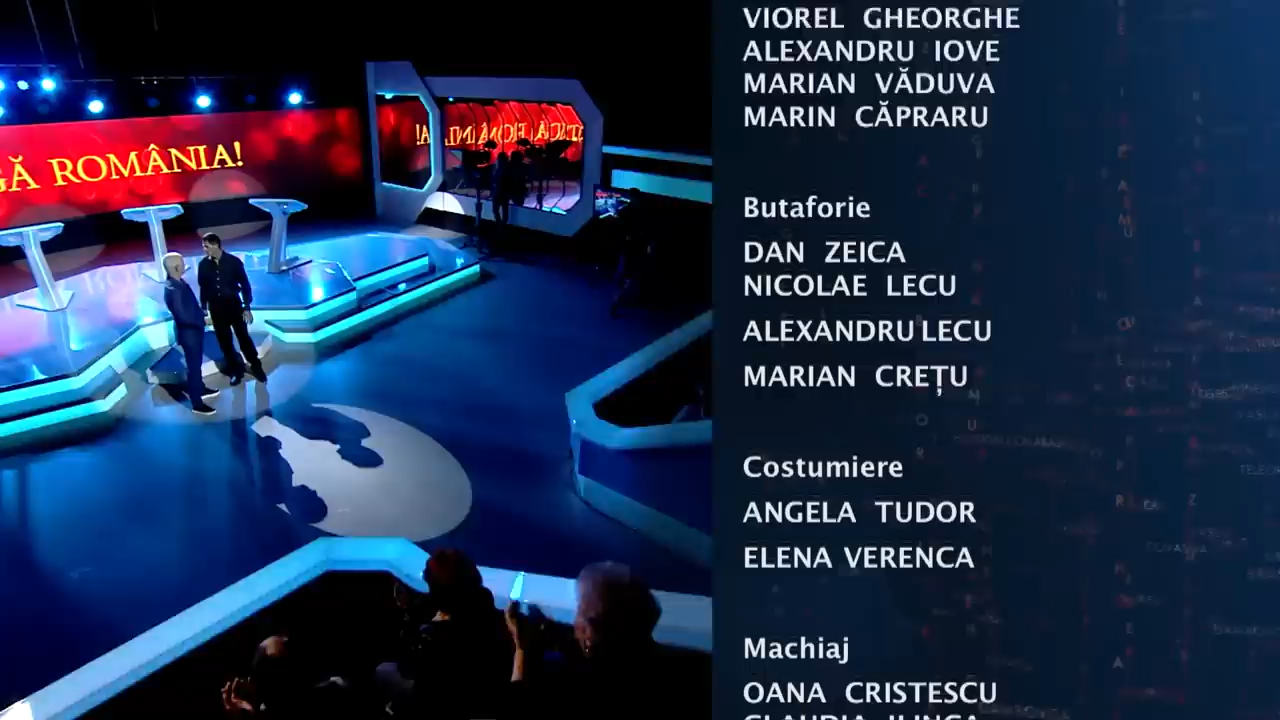 ROMÂNIA!
VIOREL GHEORGHE
ALEXANDRU IOVE
MARIAN VĂDUVA
MARIN CĂPRARU
Butaforie
DAN ZEICA
NICOLAE LECU
ALEXANDRU LECU
MARIAN CREȚU
Costumiere
ANGELA TUDOR
ELENA VERENCA
Machiaj
OANA CRISTESCU